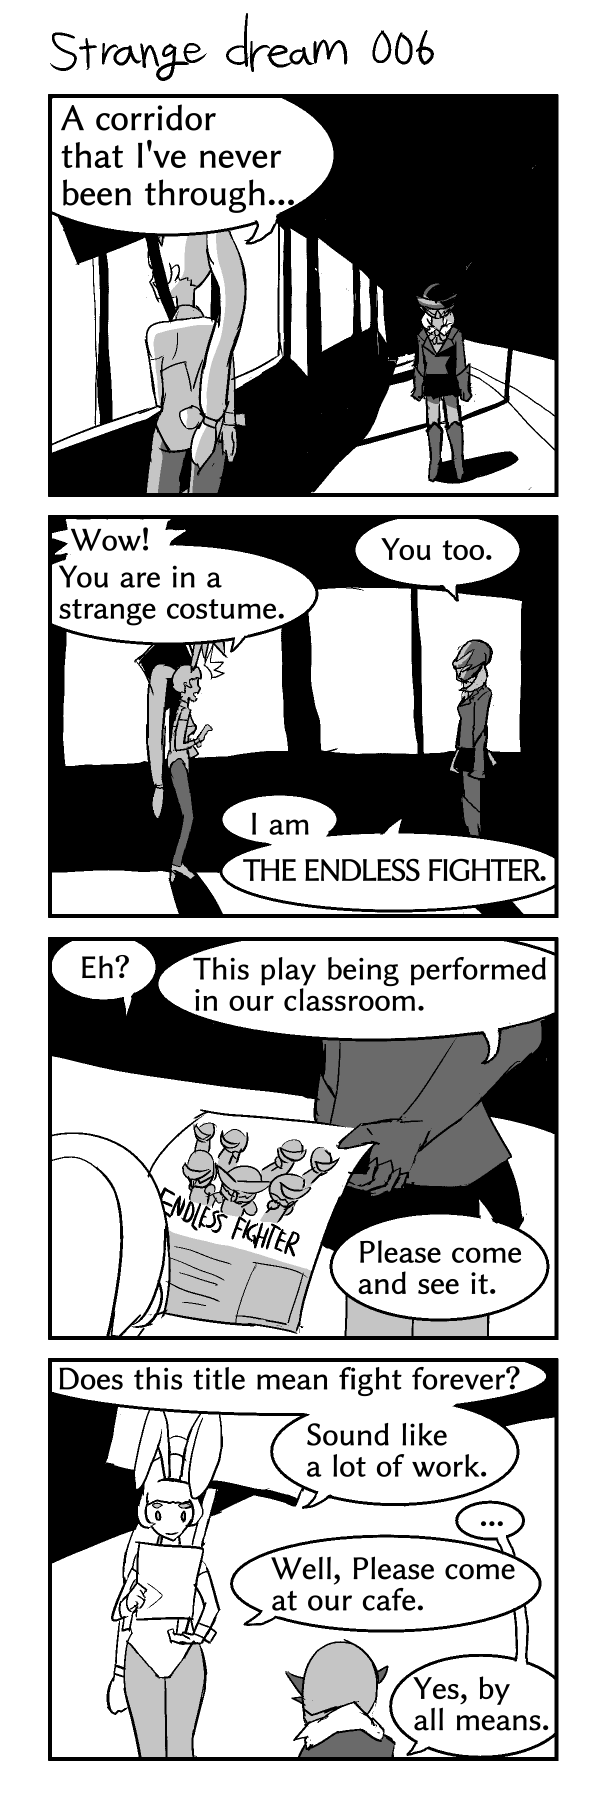 Strange dream 006
A corridor
that I've never
been through...
Wow!
You are in a
strange costume.
You too.
I am
THE ENDLESS FIGHTER.
Eh?
This play being performed
in our classroom.
ENDLESS FIGHTER
Please come
and see it.
Does this title mean fight forever?
Sound like
a lot of work.
...
Well, Please come
at our cafe.
Yes, by
all means.